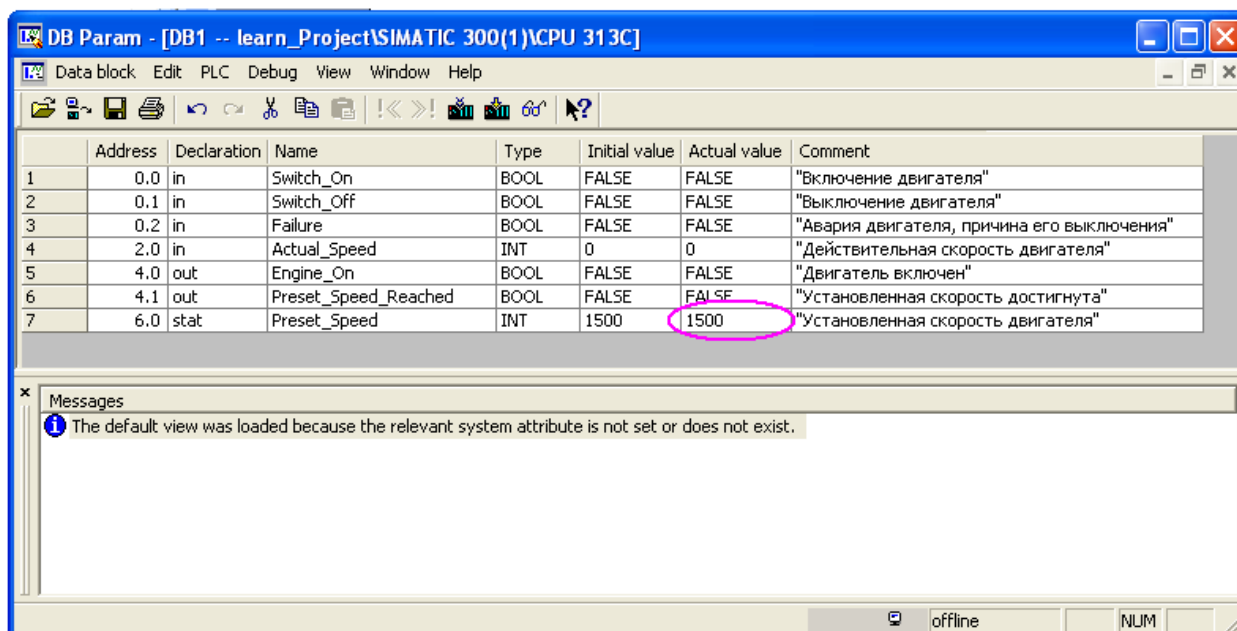 DB Param - [DB1 -- learn_Project\SIMATIC 300(1)\CPU 313C]
Data block Edit PLC Debug View Window Help
Address Declaration Name Type Initial value Actual value Comment
1 0.0 in Switch_On BOOL FALSE FALSE "Включение двигателя"
2 0.1 in Switch_Off BOOL FALSE FALSE "Выключение двигателя"
3 0.2 in Failure BOOL FALSE FALSE "Авария двигателя, причина его выключения"
4 2.0 in Actual_Speed INT 0 0 "Действительная скорость двигателя"
5 4.0 out Engine_On BOOL FALSE FALSE "Двигатель включен"
6 4.1 out Preset_Speed_Reached BOOL FALSE FALSE "Установленная скорость достигнута"
7 6.0 stat Preset_Speed INT 1500 1500 "Установленная скорость двигателя"
Messages
The default view was loaded because the relevant system attribute is not set or does not exist.
offline NUM